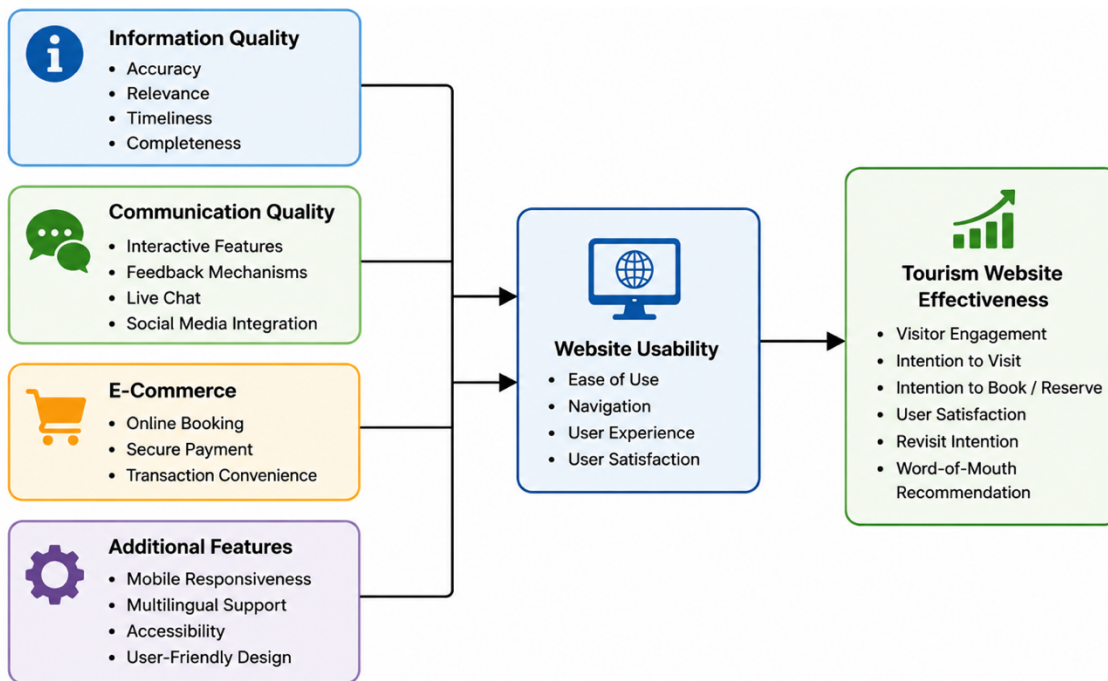 Information Quality
• Accuracy
• Relevance
• Timeliness
• Completeness
Communication Quality
• Interactive Features
• Feedback Mechanisms
• Live Chat
• Social Media Integration
E-Commerce
• Online Booking
• Secure Payment
• Transaction Convenience
Additional Features
• Mobile Responsiveness
• Multilingual Support
• Accessibility
• User-Friendly Design
Website Usability
• Ease of Use
• Navigation
• User Experience
• User Satisfaction
Tourism Website
Effectiveness
• Visitor Engagement
• Intention to Visit
• Intention to Book / Reserve
• User Satisfaction
• Revisit Intention
• Word-of-Mouth
Recommendation